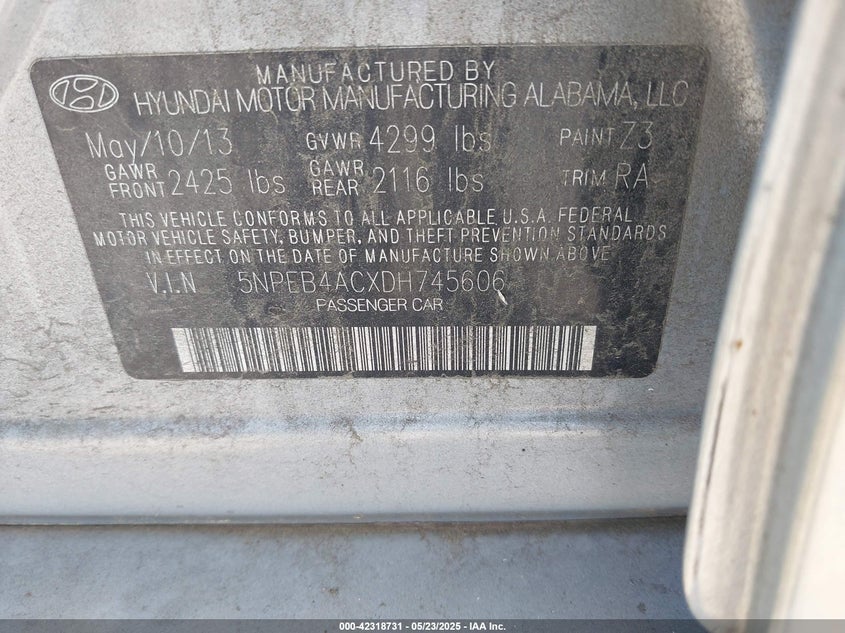 MANUFACTURED BY
HYUNDAI MOTOR MANUFACTURING ALABAMA, LLC
May/10/13 GVWR 4299 lbs PAINT Z3
GAWR FRONT 2425 lbs GAWR REAR 2116 lbs TRIM RA
THIS VEHICLE CONFORMS TO ALL APPLICABLE U.S.A. FEDERAL
MOTOR VEHICLE SAFETY, BUMPER, AND THEFT PREVENTION STANDARDS
IN EFFECT ON THE DATE OF MANUFACTURE SHOWN ABOVE
V.I.N 5NPEB4ACXDH745606
PASSENGER CAR
000-42318731 - 05/23/2025 - IAA Inc.